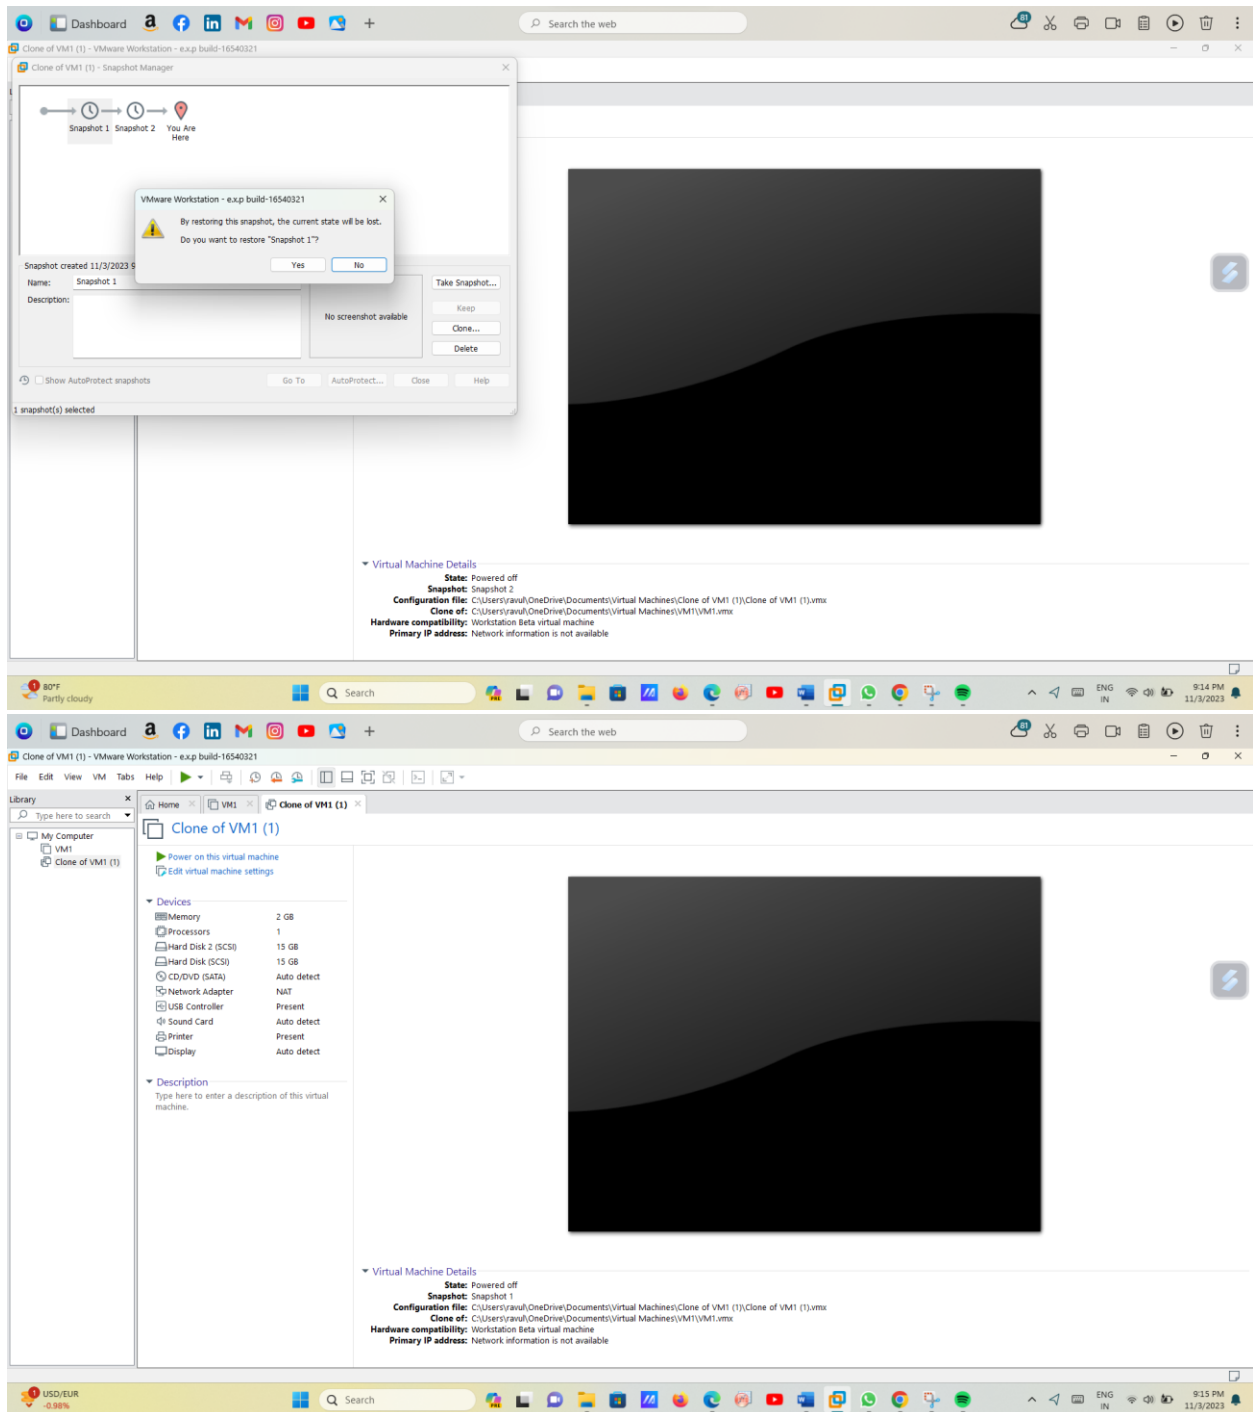 Dashboard
Search the web
81
Clone of VM1 (1) - VMware Workstation - e.x.p build-16540321
Clone of VM1 (1) - Snapshot Manager
Snapshot 1 Snapshot 2 You Are
Here
VMware Workstation - e.x.p build-16540321
By restoring this snapshot, the current state will be lost.
Do you want to restore "Snapshot 1"?
Yes No
Snapshot created 11/3/2023 9
Name: Snapshot 1
Description:
No screenshot available
Take Snapshot...
Keep
Clone...
Delete
Show AutoProtect snapshots
Go To AutoProtect... Close Help
1 snapshot(s) selected
Virtual Machine Details
State: Powered off
Snapshot: Snapshot 2
Configuration file: C:\Users\ravul\OneDrive\Documents\Virtual Machines\Clone of VM1 (1)\Clone of VM1 (1).vmx
Clone of: C:\Users\ravul\OneDrive\Documents\Virtual Machines\VM1\VM1.vmx
Hardware compatibility: Workstation Beta virtual machine
Primary IP address: Network information is not available
1
80°F
Partly cloudy
Search
ENG
IN
9:14 PM
11/3/2023
Dashboard
Search the web
81
Clone of VM1 (1) - VMware Workstation - e.x.p build-16540321
File Edit View VM Tabs Help
Library
Type here to search
My Computer
VM1
Clone of VM1 (1)
Home VM1 Clone of VM1 (1)
Clone of VM1 (1)
Power on this virtual machine
Edit virtual machine settings
Devices
Memory 2 GB
Processors 1
Hard Disk 2 (SCSI) 15 GB
Hard Disk (SCSI) 15 GB
CD/DVD (SATA) Auto detect
Network Adapter NAT
USB Controller Present
Sound Card Auto detect
Printer Present
Display Auto detect
Description
Type here to enter a description of this virtual
machine.
Virtual Machine Details
State: Powered off
Snapshot: Snapshot 1
Configuration file: C:\Users\ravul\OneDrive\Documents\Virtual Machines\Clone of VM1 (1)\Clone of VM1 (1).vmx
Clone of: C:\Users\ravul\OneDrive\Documents\Virtual Machines\VM1\VM1.vmx
Hardware compatibility: Workstation Beta virtual machine
Primary IP address: Network information is not available
1
USD/EUR
-0.98%
Search
ENG
IN
9:15 PM
11/3/2023